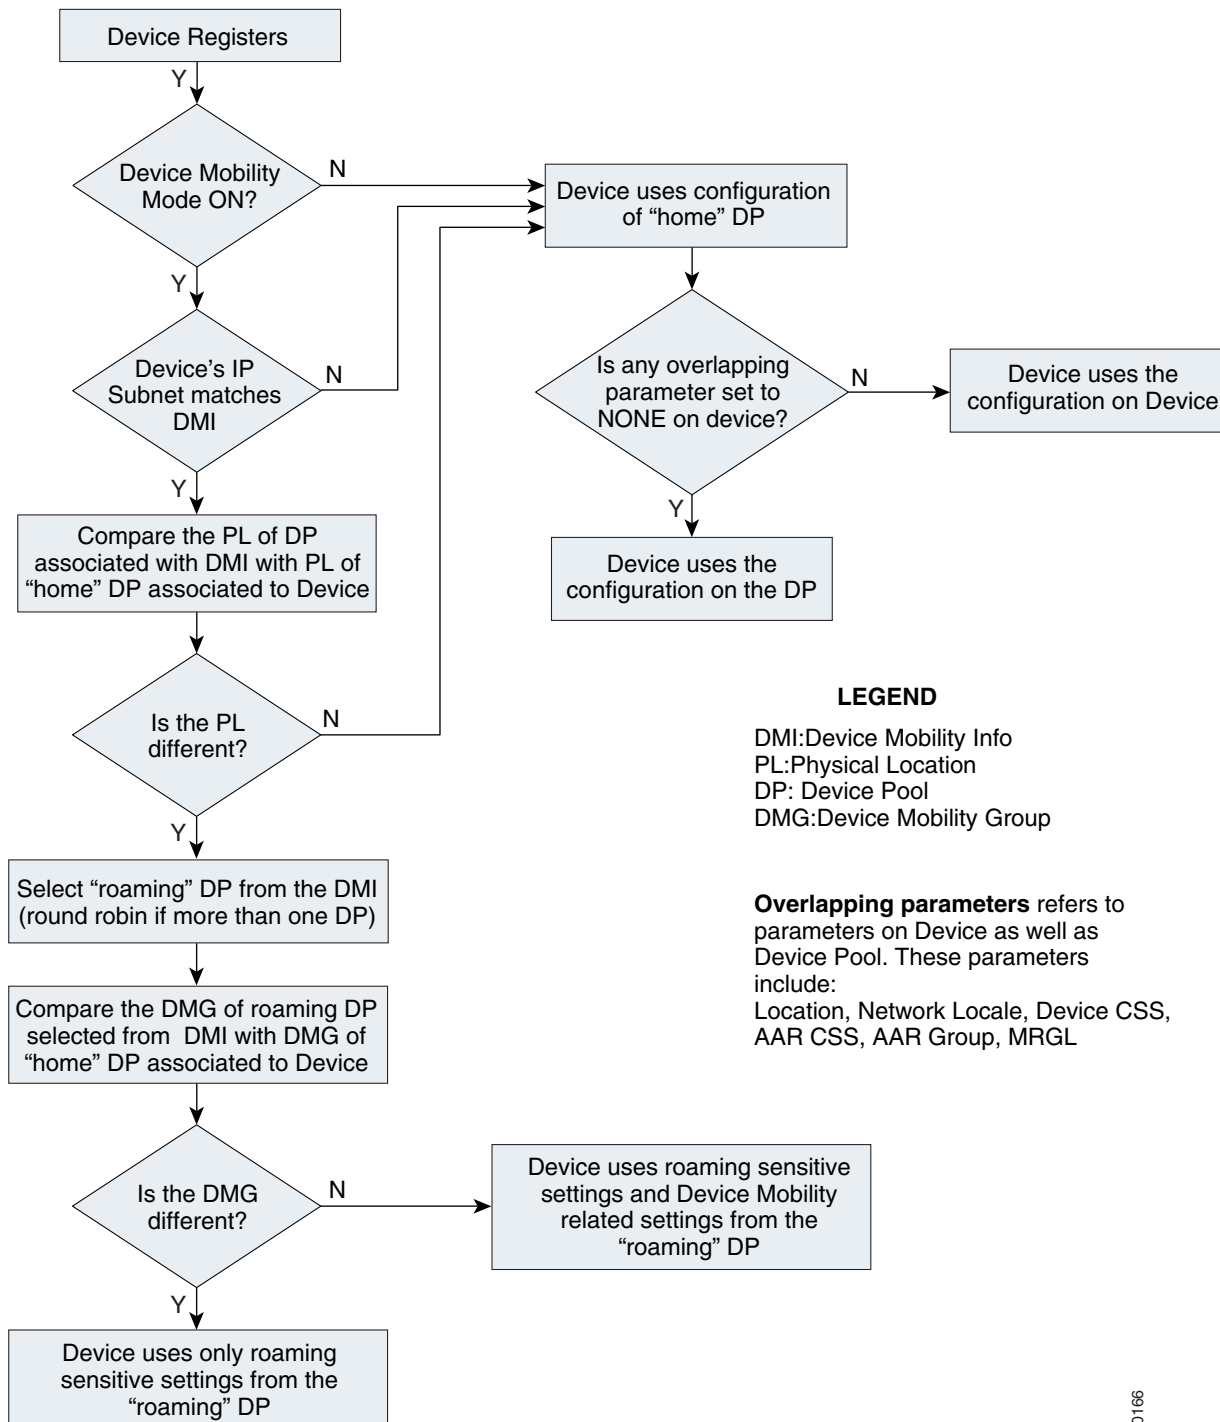 Device Registers
Y
Device Mobility
Mode ON?
N
Device uses configuration
of “home” DP
Y
Device's IP
Subnet matches
DMI
N
Is any overlapping
parameter set to
NONE on device?
N
Device uses the
configuration on Device
Y
Y
Compare the PL of DP
associated with DMI with PL of
“home” DP associated to Device
Device uses the
configuration on the DP
Is the PL
different?
N
LEGEND
DMI:Device Mobility Info
PL:Physical Location
DP: Device Pool
DMG:Device Mobility Group
Y
Select “roaming” DP from the DMI
(round robin if more than one DP)
Overlapping parameters refers to
parameters on Device as well as
Device Pool. These parameters
include:
Location, Network Locale, Device CSS,
AAR CSS, AAR Group, MRGL
Compare the DMG of roaming DP
selected from DMI with DMG of
“home” DP associated to Device
Is the DMG
different?
N
Device uses roaming sensitive
settings and Device Mobility
related settings from the
“roaming” DP
Y
Device uses only roaming
sensitive settings from the
“roaming” DP